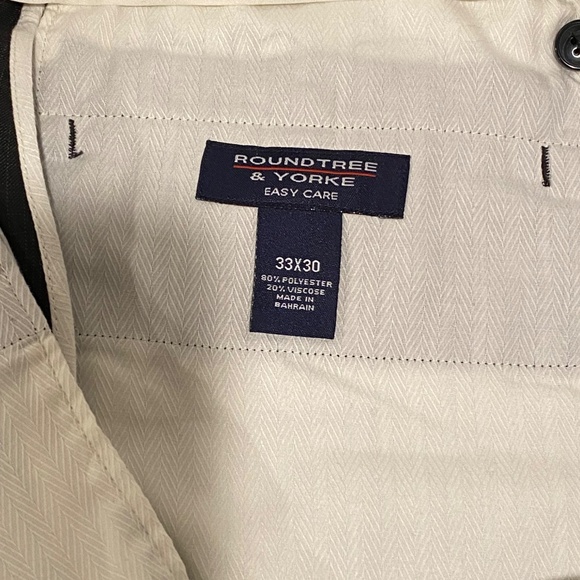 ROUNDTREE
& YORKE
EASY CARE
33X30
80% POLYESTER
20% VISCOSE
MADE IN
BAHRAIN